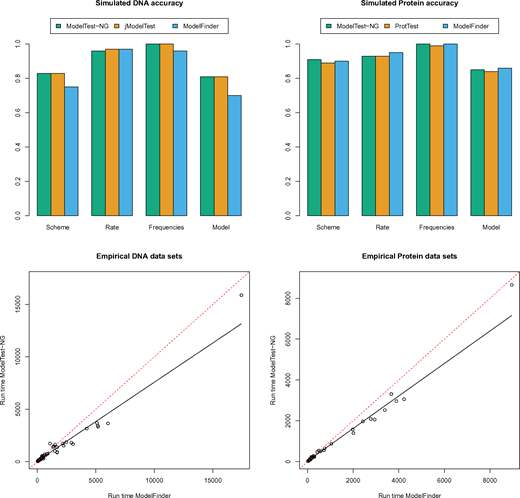 Simulated DNA accuracy
ModelTest−NG jModelTest ModelFinder
0.0 0.2 0.4 0.6 0.8 1.0
Scheme Rate Frequencies Model
Simulated Protein accuracy
ModelTest−NG ProtTest ModelFinder
0.0 0.2 0.4 0.6 0.8 1.0
Scheme Rate Frequencies Model
Empirical DNA data sets
Run time ModelTest−NG
0 5000 10000 15000
0 5000 10000 15000
Run time ModelFinder
Empirical Protein data sets
Run time ModelTest−NG
0 2000 4000 6000 8000
0 2000 4000 6000 8000
Run time ModelFinder